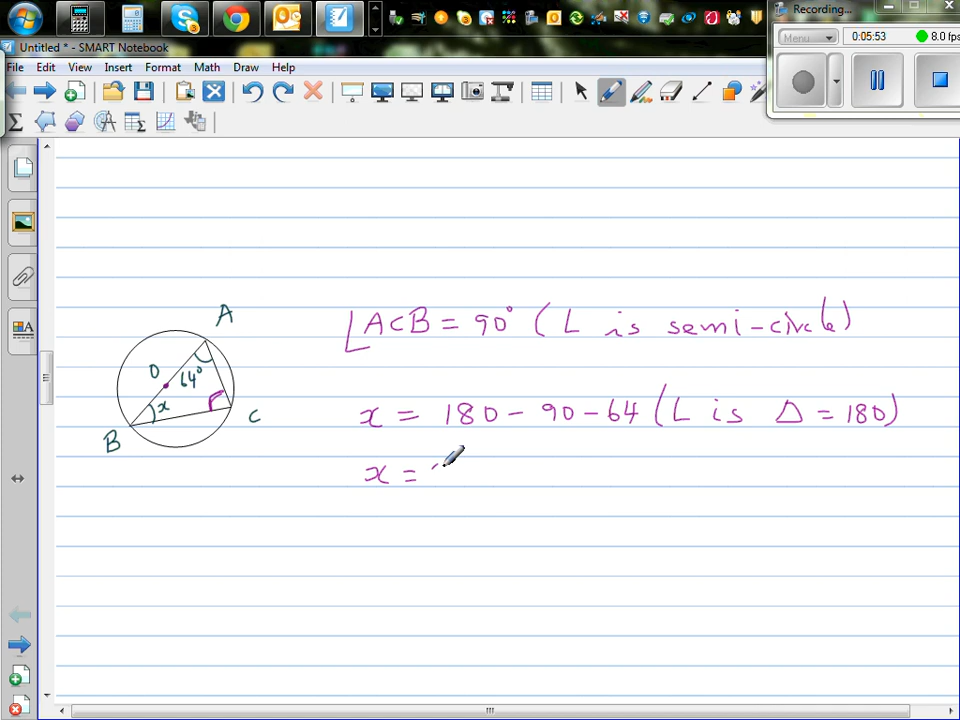 Recording...
Menu
0:05:53
8.0 fps
Untitled * - SMART Notebook
File Edit View Insert Format Math Draw Help
A
O
64°
x
C
B
∠ACB = 90° (L is semi-circle)
x = 180 - 90 - 64 (L is Δ = 180)
x =